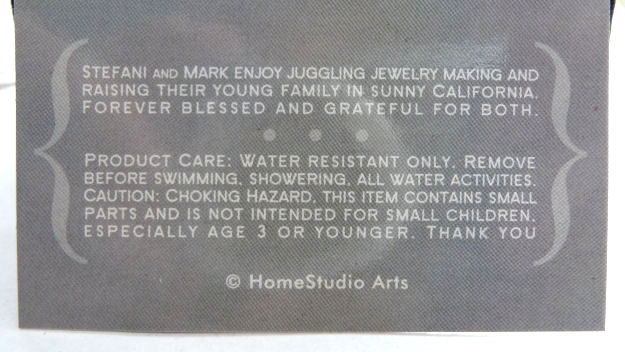 STEFANI AND MARK ENJOY JUGGLING JEWELRY MAKING AND
RAISING THEIR YOUNG FAMILY IN SUNNY CALIFORNIA.
FOREVER BLESSED AND GRATEFUL FOR BOTH.
PRODUCT CARE: WATER RESISTANT ONLY. REMOVE
BEFORE SWIMMING, SHOWERING, ALL WATER ACTIVITIES.
CAUTION: CHOKING HAZARD, THIS ITEM CONTAINS SMALL
PARTS AND IS NOT INTENDED FOR SMALL CHILDREN,
ESPECIALLY AGE 3 OR YOUNGER. THANK YOU
© HomeStudio Arts